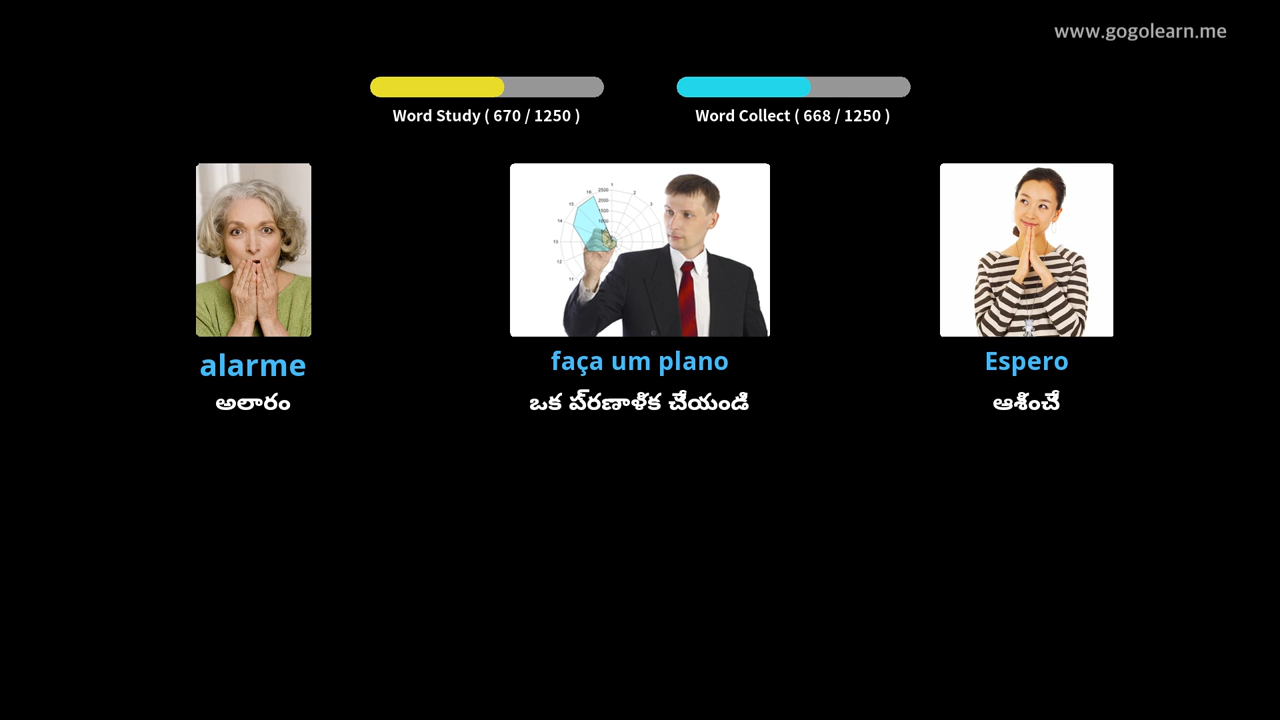 www.gogolearn.me
Word Study ( 670 / 1250 )
Word Collect ( 668 / 1250 )
alarme
faça um plano
Espero
అలారం
ఒక ప్రణాళిక చేయండి
ఆశించే